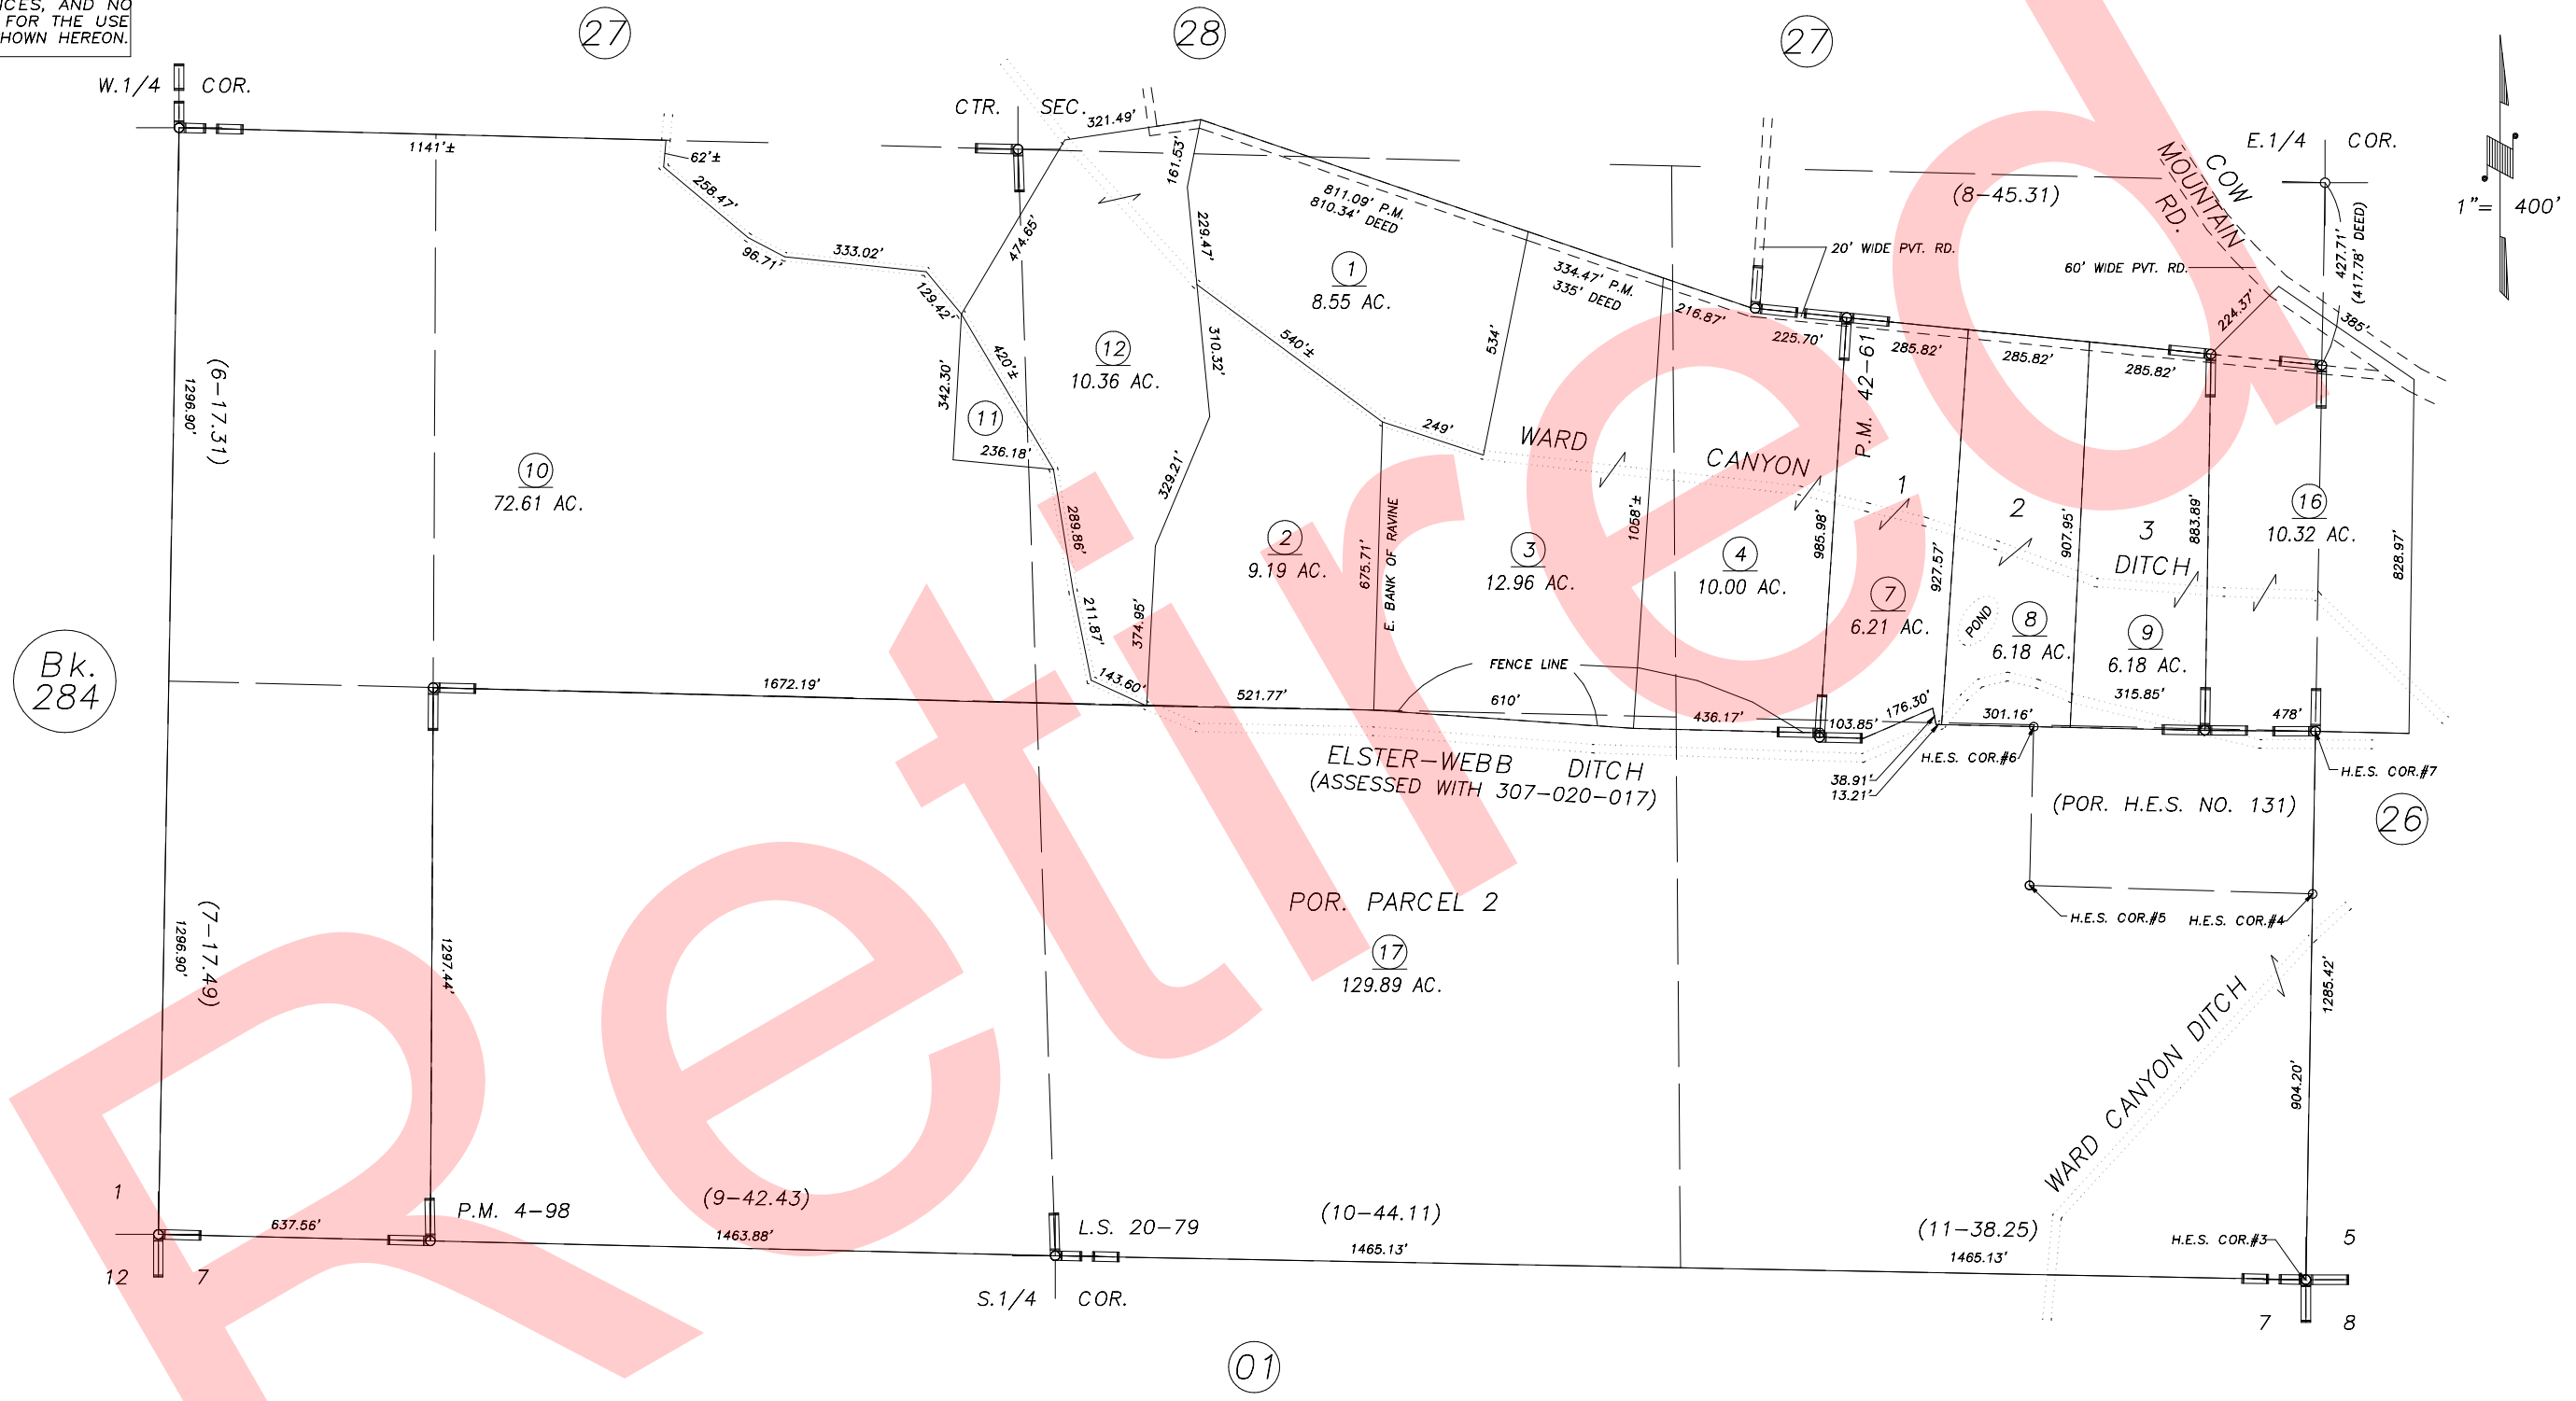 ICES, AND NO
FOR THE USE
HOWN HEREON.
27
28
27
W.1/4 COR.
CTR. SEC.
E.1/4 COR.
1"= 400'
1141'±
62'±
258.47'
96.71'
333.02'
129.42'
474.65'
321.49'
161.53'
229.47'
811.09' P.M.
810.34' DEED
334.47' P.M.
335' DEED
216.87'
225.70'
285.82'
285.82'
285.82'
20' WIDE PVT. RD.
(8-45.31)
COW
MOUNTAIN
RD.
60' WIDE PVT. RD.
427.71'
(417.78' DEED)
224.37'
385'
1
8.55 AC.
12
10.36 AC.
310.32'
540'±
534'
P.M. 42-61
(6-17.31)
1296.90'
342.30'
420'±
11
236.18'
249'
WARD
CANYON
DITCH
1
2
3
10
72.61 AC.
289.86'
329.21'
2
9.19 AC.
675.71'
E. BANK OF RAVINE
3
12.96 AC.
1058'±
4
10.00 AC.
985.98'
7
6.21 AC.
927.57'
POND
8
6.18 AC.
907.95'
9
6.18 AC.
883.89'
16
10.32 AC.
828.97'
211.87'
374.95'
143.60'
Bk.
284
1672.19'
521.77'
FENCE LINE
610'
436.17'
103.85'
176.30'
301.16'
315.85'
478'
ELSTER-WEBB DITCH
(ASSESSED WITH 307-020-017)
38.91'
13.21'
H.E.S. COR.#6
H.E.S. COR.#7
(POR. H.E.S. NO. 131)
26
POR. PARCEL 2
17
129.89 AC.
H.E.S. COR.#5
H.E.S. COR.#4
(7-17.49)
1296.90'
1297.44'
WARD CANYON DITCH
1285.42'
904.20'
1
12
7
637.56'
P.M. 4-98
(9-42.43)
1463.88'
L.S. 20-79
(10-44.11)
1465.13'
(11-38.25)
1465.13'
H.E.S. COR.#3
5
7
8
S.1/4 COR.
01
Retired